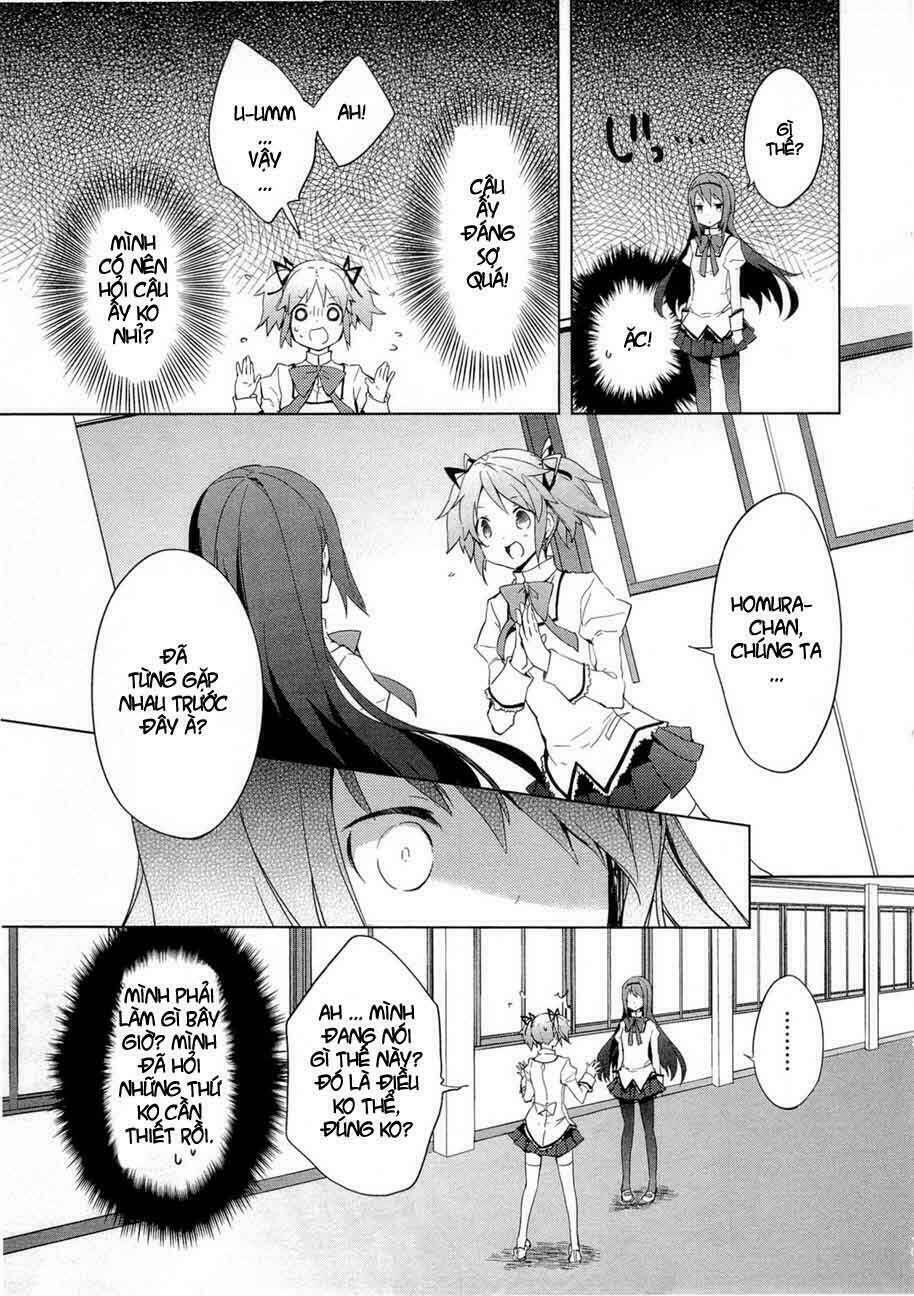 GÌ
THẾ?
じっ...
ẶC!
CẬU
ẤY
ĐÁNG
SỢ
QUÁ!
AH!
U-UMM
...
VẬY
...
MÌNH
CÓ NÊN
HỎI CẬU
ẤY KO
NHỈ?
HOMURA-
CHAN,
CHÚNG TA
...
ĐÃ
TỪNG GẶP
NHAU TRƯỚC
ĐÂY À?
........
AH ... MÌNH
ĐANG NÓI
GÌ THẾ NÀY?
ĐÓ LÀ ĐIỀU
KO THỂ,
ĐÚNG KO?
MÌNH PHẢI
LÀM GÌ BÂY
GIỜ? MÌNH
ĐÃ HỎI
NHỮNG THỨ
KO CẦN
THIẾT RỒI.